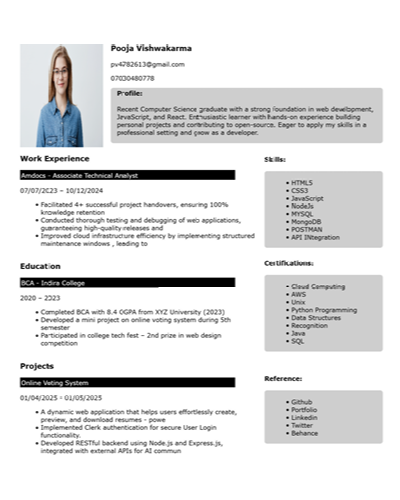 Pooja Vishwakarma
pv4782613@gmail.com
07030480778
Profile:
Recent Computer Science graduate with a strong foundation in web development,
JavaScript, and React. Enthusiastic learner with hands-on experience building
personal projects and contributing to open-source. Eager to apply my skills in a
professional setting and grow as a developer.
Work Experience
Amdocs - Associate Technical Analyst
07/07/2023 – 10/12/2024
• Facilitated 4+ successful project handovers, ensuring 100%
knowledge retention
• Conducted thorough testing and debugging of web applications,
guaranteeing high-quality releases and
• Improved cloud infrastructure efficiency by implementing structured
maintenance windows , leading to
Education
BCA - Indira College
2020 – 2323
• Completed BCA with 8.4 OGPA from XYZ University (2023)
• Developed a mini project on online voting system during 5th
semester
• Participated in college tech fest – 2nd prize in web design
competition
Projects
Online Voting System
01/04/2025 - 01/05/2025
• A dynamic web application that helps users effortlessly create,
preview, and download resumes - powe
• Implemented Clerk authentication for secure User Login
functionality.
• Developed RESTful backend using Node.js and Express.js,
integrated with external APIs for AI commun
Skills:
• HTML5
• CSS3
• JavaScript
• NodeJs
• MYSQL
• MongoDB
• POSTMAN
• API INtegration
Certifications:
• Cloud Computing
• AWS
• Unix
• Python Programming
• Data Structures
• Recognition
• Java
• SQL
Reference:
• Github
• Portfolio
• Linkedin
• Twitter
• Behance